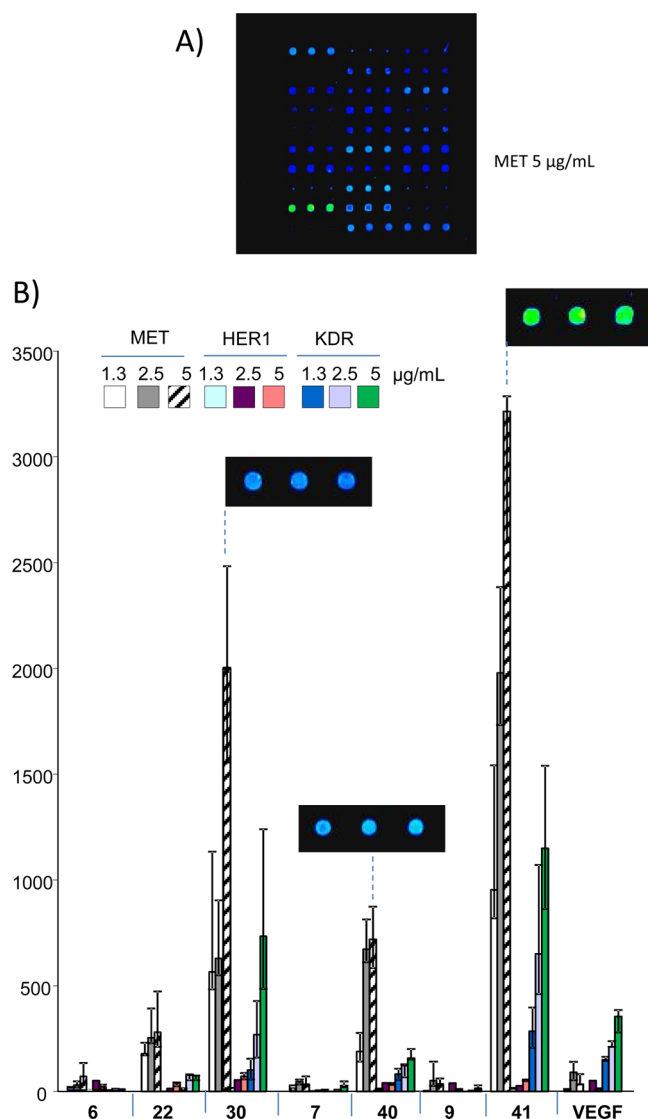 A)
MET 5 µg/mL
B)
MET HER1 KDR
1.3 2.5 5 1.3 2.5 5 1.3 2.5 5 µg/mL
3500
3000
2500
2000
1500
1000
500
0
6 22 30 7 40 9 41 VEGF